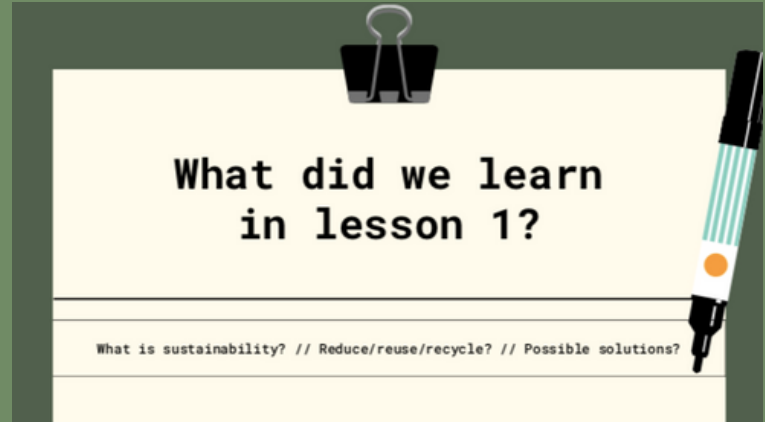 What did we learn
in lesson 1?
What is sustainability? // Reduce/reuse/recycle? // Possible solutions?